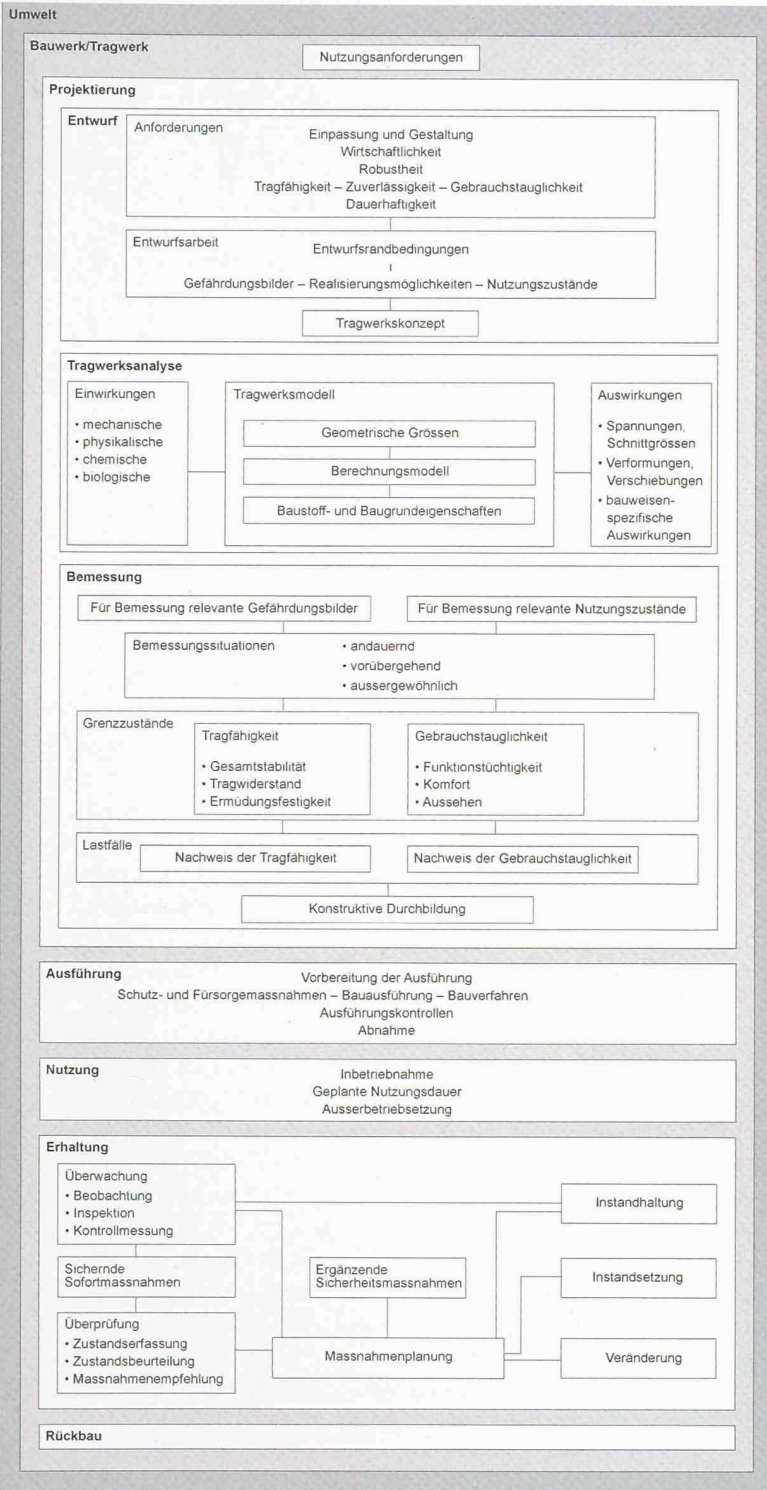 Umwelt
Bauwerk/Tragwerk
Nutzungsanforderungen
Projektierung
Entwurf
Anforderungen
Einpassung und Gestaltung
Wirtschaftlichkeit
Robustheit
Tragfähigkeit – Zuverlässigkeit – Gebrauchstauglichkeit
Dauerhaftigkeit
Entwurfsarbeit
Entwurfsrandbedingungen
Gefährdungsbilder – Realisierungsmöglichkeiten – Nutzungszustände
Tragwerkskonzept
Tragwerksanalyse
Einwirkungen
• mechanische
• physikalische
• chemische
• biologische
Tragwerksmodell
Geometrische Grössen
Berechnungsmodell
Baustoff- und Baugrundeigenschaften
Auswirkungen
• Spannungen,
Schnittgrössen
• Verformungen,
Verschiebungen
• bauweisen-
spezifische
Auswirkungen
Bemessung
Für Bemessung relevante Gefährdungsbilder
Für Bemessung relevante Nutzungszustände
Bemessungssituationen
• andauernd
• vorübergehend
• aussergewöhnlich
Grenzzustände
Tragfähigkeit
• Gesamtstabilität
• Tragwiderstand
• Ermüdungsfestigkeit
Gebrauchstauglichkeit
• Funktionstüchtigkeit
• Komfort
• Aussehen
Lastfälle
Nachweis der Tragfähigkeit
Nachweis der Gebrauchstauglichkeit
Konstruktive Durchbildung
Ausführung
Vorbereitung der Ausführung
Schutz- und Fürsorgemassnahmen – Bauausführung – Bauverfahren
Ausführungskontrollen
Abnahme
Nutzung
Inbetriebnahme
Geplante Nutzungsdauer
Ausserbetriebsetzung
Erhaltung
Überwachung
• Beobachtung
• Inspektion
• Kontrollmessung
Instandhaltung
Sichernde
Sofortmassnahmen
Ergänzende
Sicherheitsmassnahmen
Instandsetzung
Überprüfung
• Zustandserfassung
• Zustandsbeurteilung
• Massnahmenempfehlung
Massnahmenplanung
Veränderung
Rückbau